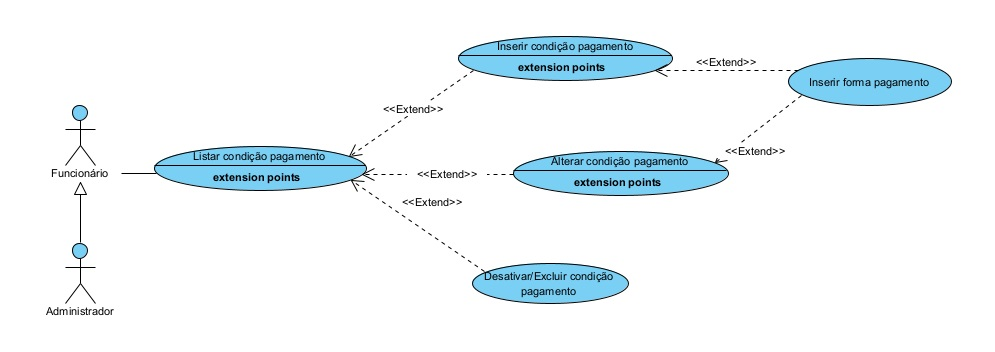 Inserir condição pagamento
extension points
<<Extend>>
Inserir forma pagamento
<<Extend>>
Funcionário
Listar condição pagamento
extension points
<<Extend>>
Alterar condição pagamento
extension points
<<Extend>>
<<Extend>>
Desativar/Excluir condição
pagamento
Administrador